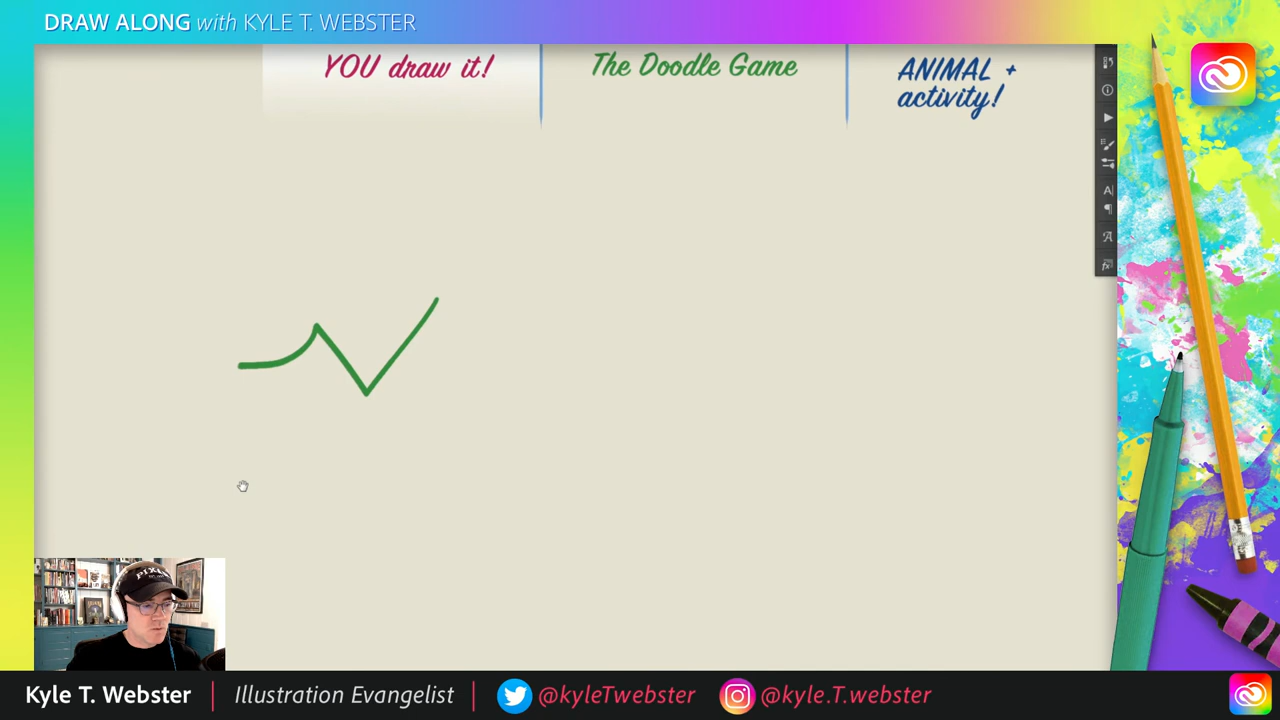 DRAW ALONG with KYLE T. WEBSTER
YOU draw it!
The Doodle Game
ANIMAL +
activity!
Kyle T. Webster | Illustration Evangelist | @kyleTwebster @kyle.T.webster